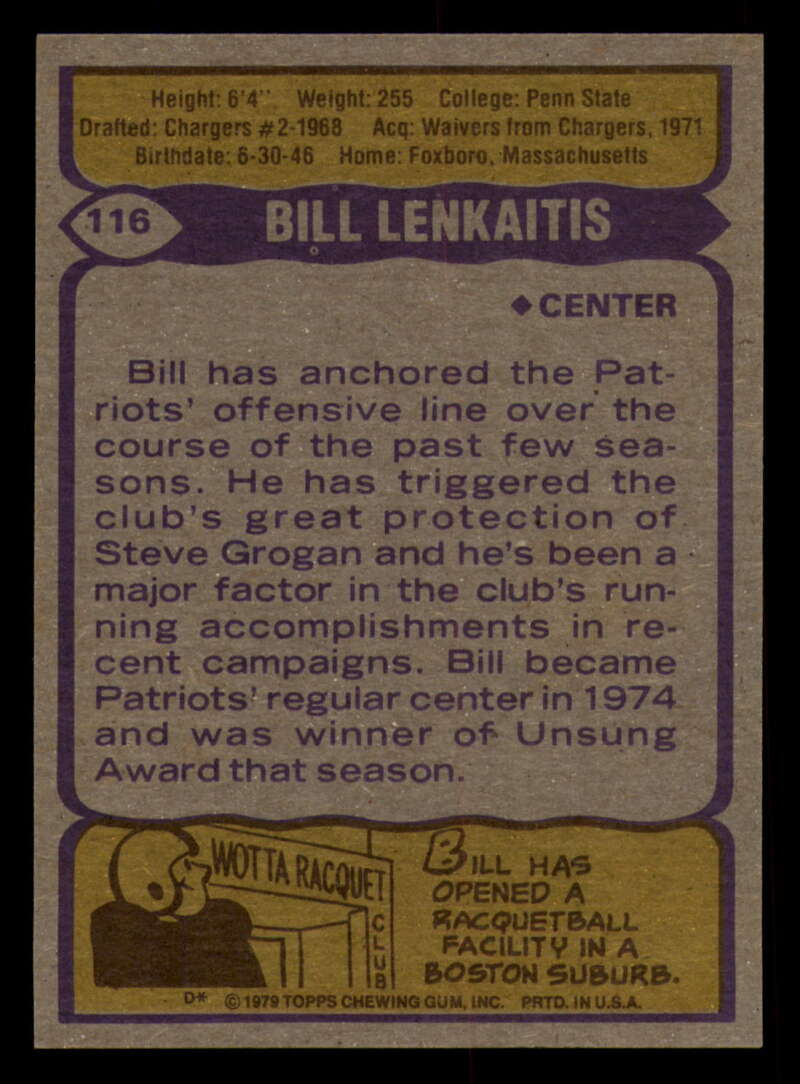 Height: 6'4". Weight: 255 College: Penn State
Drafted: Chargers #2-1968 Acq: Waivers from Chargers, 1971
Birthdate: 6-30-46 Home: Foxboro, Massachusetts
116 BILL LENKAITIS
◆ CENTER
Bill has anchored the Pat-
riots' offensive line over the
course of the past few sea-
sons. He has triggered the
club's great protection of
Steve Grogan and he's been a
major factor in the club's run-
ning accomplishments in re-
cent campaigns. Bill became
Patriots' regular center in 1974
and was winner of Unsung
Award that season.
WOTTA RACQUET
CLUB
BILL HAS
OPENED A
RACQUETBALL
FACILITY IN A
BOSTON SUBURB.
D* © 1979 TOPPS CHEWING GUM, INC. PRTD. IN U.S.A.